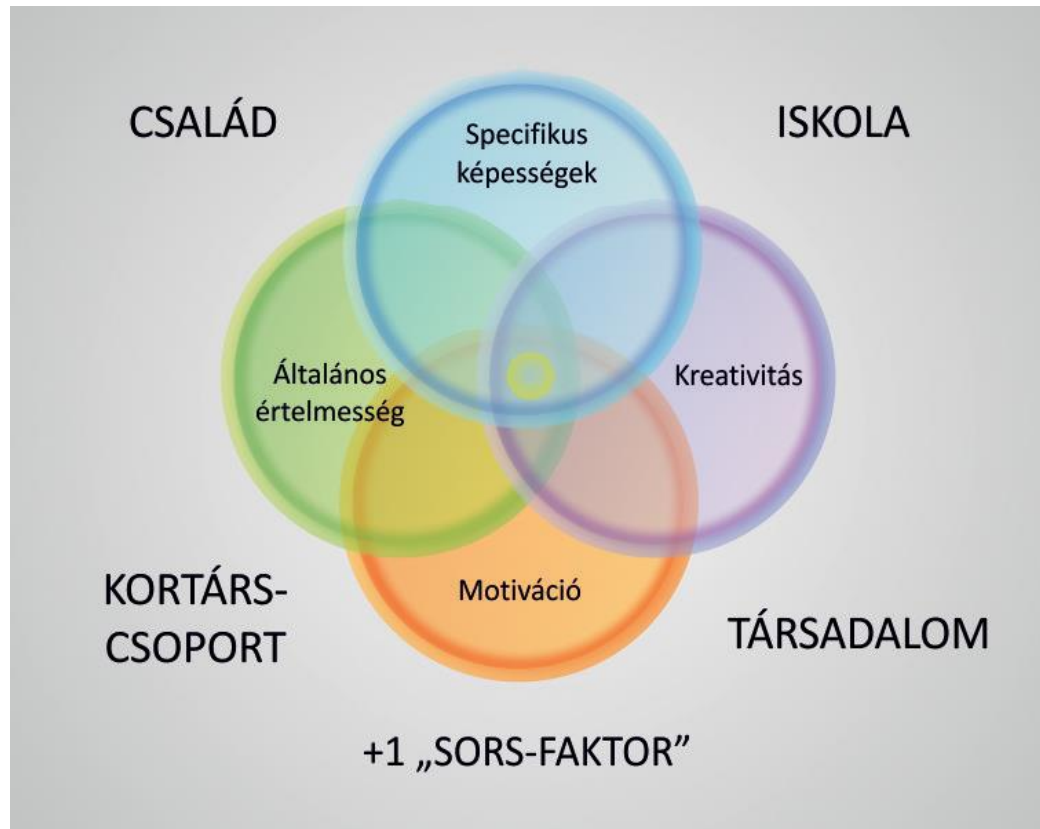 CSALÁD
ISKOLA
Specifikus
képességek
Általános
értelmesség
Kreativitás
Motiváció
KORTÁRS-
CSOPORT
TÁRSADALOM
+1 „SORS-FAKTOR”